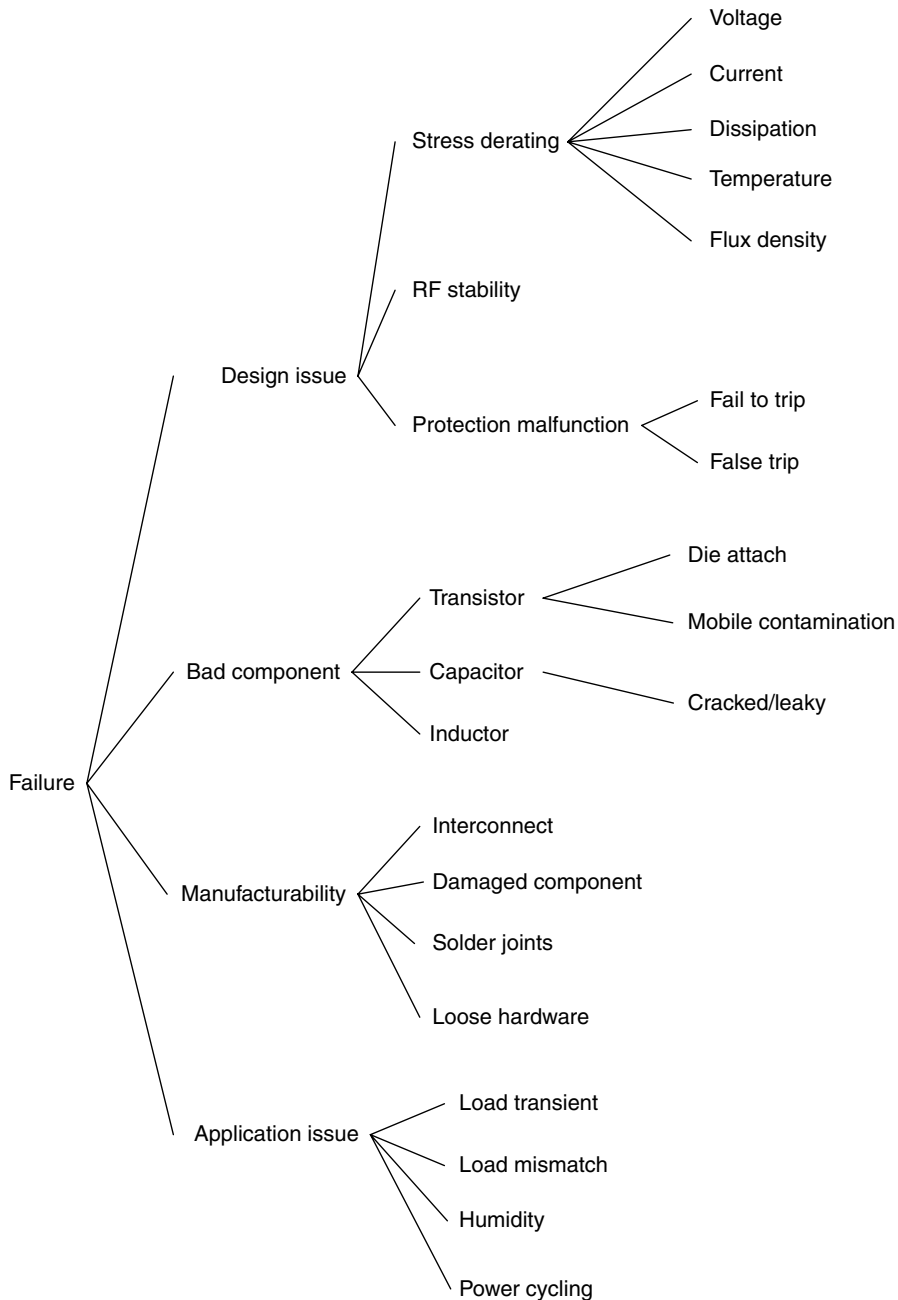 Failure
Design issue
Stress derating
Voltage
Current
Dissipation
Temperature
Flux density
RF stability
Protection malfunction
Fail to trip
False trip
Bad component
Transistor
Die attach
Mobile contamination
Capacitor
Cracked/leaky
Inductor
Manufacturability
Interconnect
Damaged component
Solder joints
Loose hardware
Application issue
Load transient
Load mismatch
Humidity
Power cycling